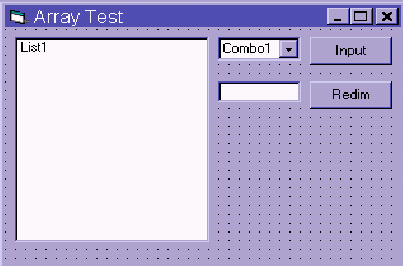 Array Test
List1
Combo1
Input
Redim